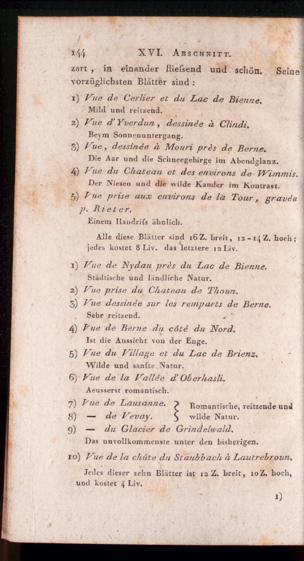 144 XVI. Abschnitt.
zart, in einander fließend und schön. Seine
vorzüglichsten Blätter sind:
1) Vue de Cerlier et du Lac de Bienne.
Mild und reitzend.
2) Vue d'Yverdun, dessinée à Clindi.
Beym Sonnenuntergang.
3) Vue, dessinée à Mouri près de Berne.
Die Aar und die Schneegebirge im Abendglanz.
4) Vue du Chateau et des environs de Wimmis.
Der Niesen und die wilde Kander im Kontrast.
5) Vue prise aux environs de la Tour, gravée
p. Rieter.
Einem Handriß ähnlich.
Alle diese Blätter sind 16 Z. breit, 12-14 Z. hoch;
jedes kostet 8 Liv. das letztere 12 Liv.
1) Vue de Nydau près du Lac de Bienne.
Städtische und ländliche Natur.
2) Vue prise du Chateau de Thoun.
3) Vue dessinée sur les remparts de Berne.
Sehr reitzend.
4) Vue de Berne du côté du Nord.
Ist die Aussicht von der Enge.
5) Vue du Village et du Lac de Brienz.
Wilde und sanfte Natur.
6) Vue de la Vallée d'Oberhasli.
Aeusserst romantisch.
7) Vue de Lausanne. } Romantische, reitzende und
8) — de Vevay. } wilde Natur.
9) — du Glacier de Grindelwald.
Das unvollkommenste unter den bisherigen.
10) Vue de la chûte du Staubbach à Lautrebroun.
Jedes dieser zehn Blätter ist 12 Z. breit, 10 Z. hoch,
und kostet 4 Liv.
1)